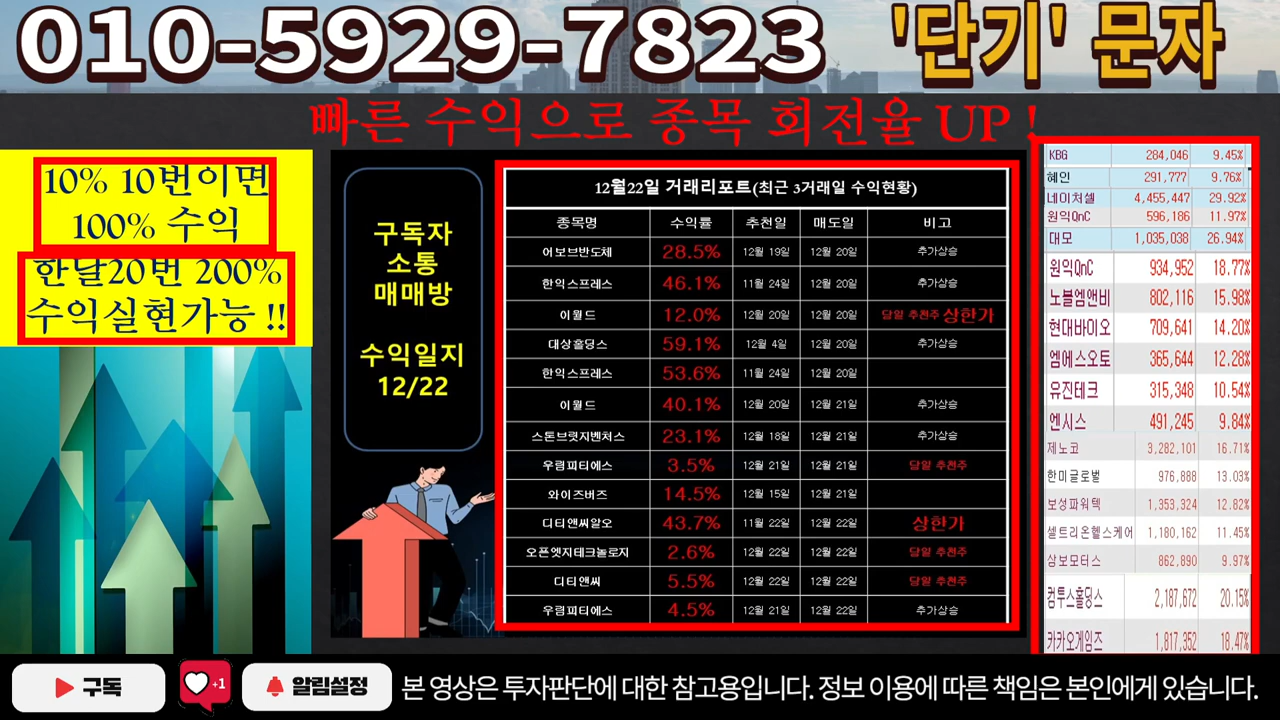 010-5929-7823 '단기' 문자
빠른 수익으로 종목 회전율 UP !
10% 10번이면
100% 수익
한달20번 200%
수익실현가능 !!
구독자
소통
매매방
수익일지
12/22
12월22일 거래리포트(최근 3거래일 수익현황)
종목명 수익률 추천일 매도일 비고
어보브반도체 28.5% 12월 19일 12월 20일 추가상승
한익스프레스 46.1% 11월 24일 12월 20일 추가상승
이월드 12.0% 12월 20일 12월 20일 당일 추천주 상한가
대상홀딩스 59.1% 12월 4일 12월 20일 추가상승
한익스프레스 53.6% 11월 24일 12월 20일
이월드 40.1% 12월 20일 12월 21일 추가상승
스톤브릿지벤처스 23.1% 12월 18일 12월 21일 추가상승
우림피티에스 3.5% 12월 21일 12월 21일 당일 추천주
와이즈버즈 14.5% 12월 15일 12월 21일
디티앤씨알오 43.7% 11월 22일 12월 22일 상한가
오픈엣지테크놀로지 2.6% 12월 22일 12월 22일 당일 추천주
디티앤씨 5.5% 12월 22일 12월 22일 당일 추천주
우림피티에스 4.5% 12월 21일 12월 22일 추가상승
KBG 284,046 9.45%
혜인 291,777 9.76%
네이처셀 4,455,447 29.92%
원익QnC 596,186 11.97%
대모 1,035,038 26.94%
원익QnC 934,952 18.77%
노블엠앤비 802,116 15.98%
현대바이오 709,641 14.20%
엠에스오토 365,644 12.28%
유진테크 315,348 10.54%
엔시스 491,245 9.84%
제노코 3,282,101 16.71%
한미글로벌 976,888 13.03%
보성파워텍 1,353,324 12.82%
셀트리온헬스케어 1,180,162 11.45%
삼보모터스 862,890 9.97%
컴투스홀딩스 2,187,672 20.15%
카카오게임즈 1,817,352 18.47%
구독 +1 알림설정 본 영상은 투자판단에 대한 참고용입니다. 정보 이용에 따른 책임은 본인에게 있습니다.